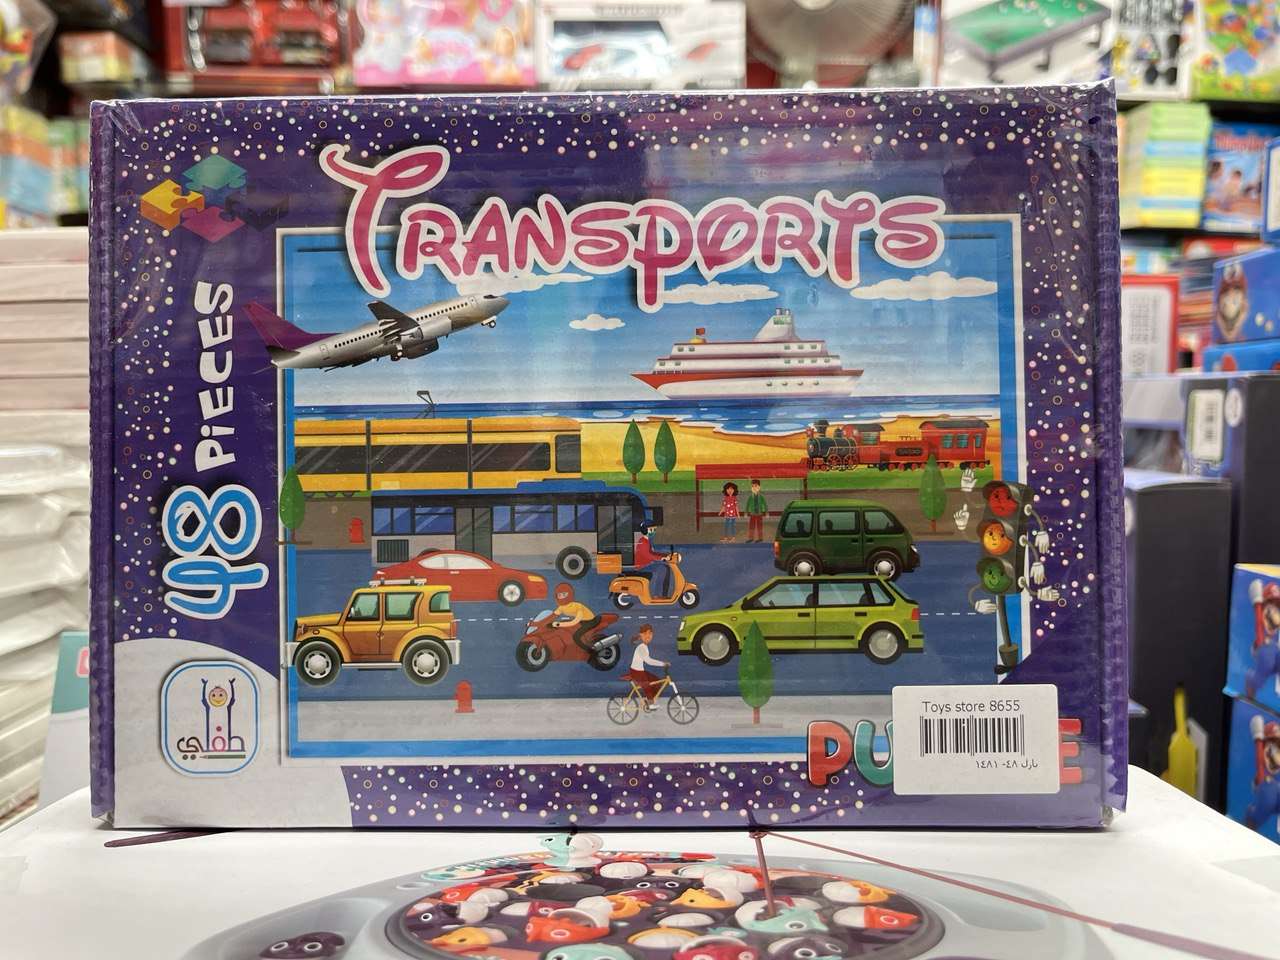 TRANSPORTS
48 PIECES
طفلي
PU E
Toys store 8655
بازل ٤٨- ١٤٨١